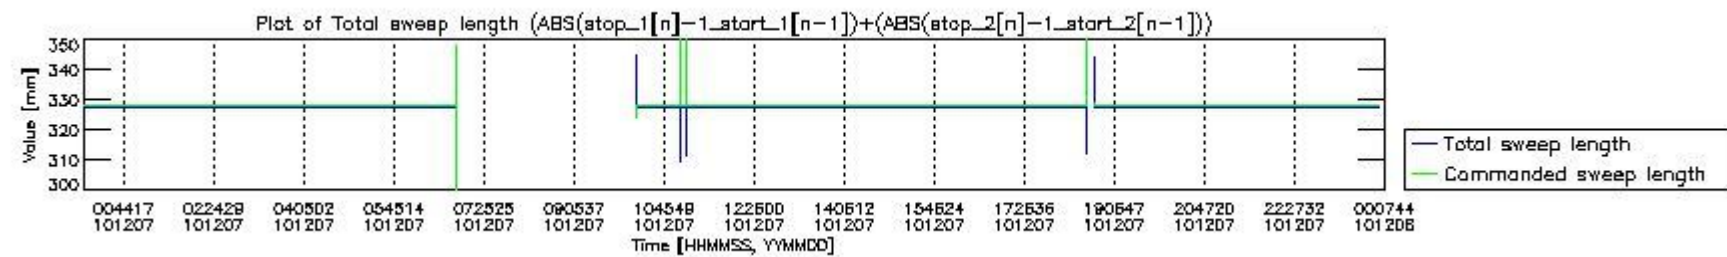 Plot of Total sweep length (ABS(stop_1[n]-1_start_1[n-1])+(ABS(stop_2[n]-1_start_2[n-1]))
350
340
330
320
310
300
Value [mm]
004417 022429 040502 054514 072525 090537 104549 122600 140612 154624 172636 190647 204720 222732 000744
101207 101207 101207 101207 101207 101207 101207 101207 101207 101207 101207 101207 101207 101207 101208
Time [HHMMSS, YYMMDD]
Total sweep length
Commanded sweep length